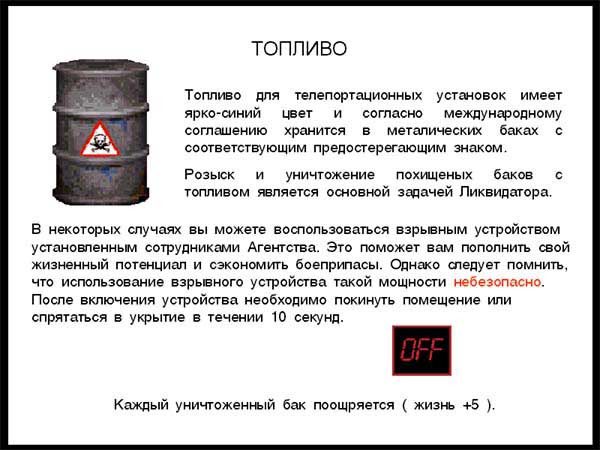 ТОПЛИВО
Топливо для телепортационных установок имеет
ярко-синий цвет и согласно международному
соглашению хранится в металических баках с
соответствующим предостерегающим знаком.
Розыск и уничтожение похищеных баков с
топливом является основной задачей Ликвидатора.
В некоторых случаях вы можете воспользоваться взрывным устройством
установленным сотрудниками Агентства. Это поможет вам пополнить свой
жизненный потенциал и сэкономить боеприпасы. Однако следует помнить,
что использование взрывного устройства такой мощности небезопасно.
После включения устройства необходимо покинуть помещение или
спрятаться в укрытие в течении 10 секунд.
OFF
Каждый уничтоженный бак поощряется ( жизнь +5 ).